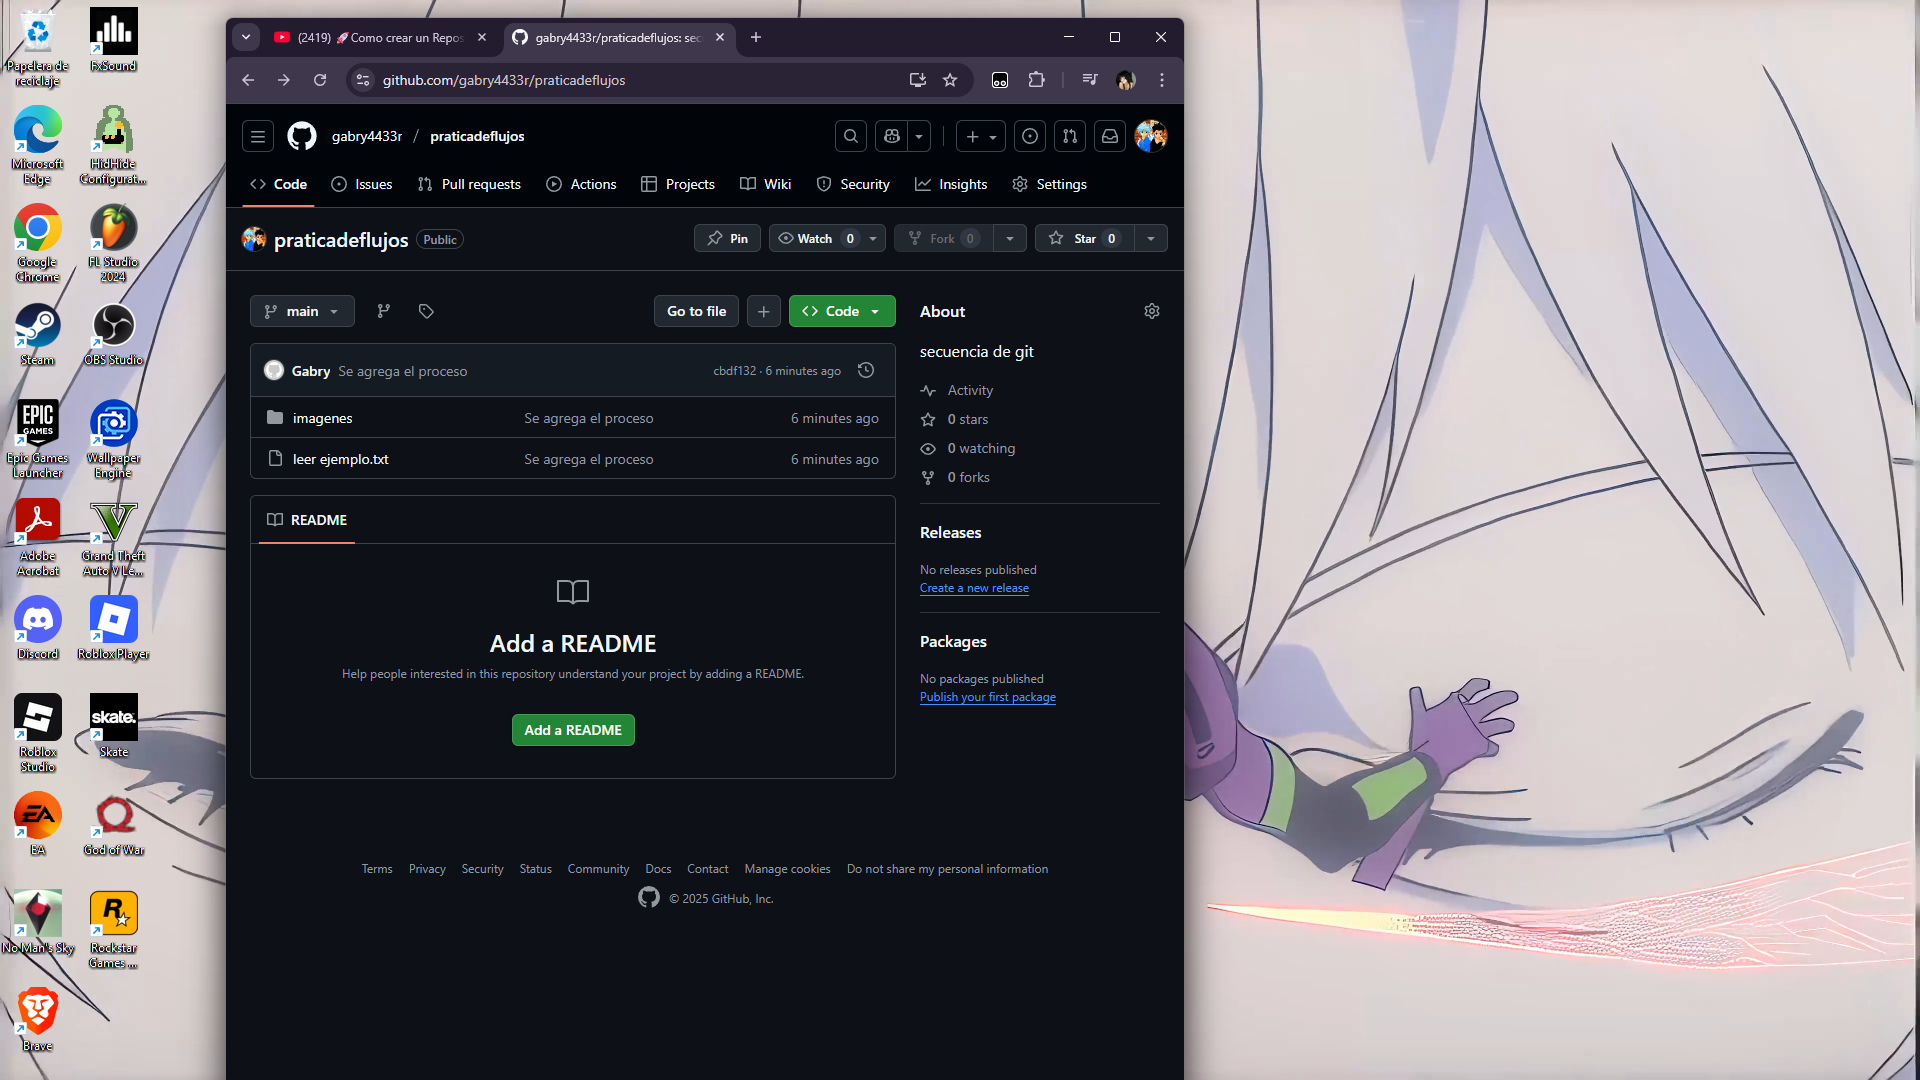 Papelera de
reciclaje
FxSound
Microsoft
Edge
HidHide
Configurat...
Google
Chrome
FL Studio
2024
Steam
OBS Studio
EPIC
GAMES
Epic Games
Launcher
Wallpaper
Engine
Adobe
Acrobat
Grand Theft
Auto V Le...
Discord
Roblox Player
Roblox
Studio
skate.
Skate
EA
EA
God of War
No Man's Sky
Rockstar
Games ...
Brave
(2419) 🚀Como crear un Repos
gabry4433r/praticadeflujos: sec
github.com/gabry4433r/praticadeflujos
gabry4433r / praticadeflujos
Code Issues Pull requests Actions Projects Wiki Security Insights Settings
praticadeflujos Public
Pin Watch 0 Fork 0 Star 0
main Go to file Code
Gabry Se agrega el proceso cbdf132 · 6 minutes ago
imagenes Se agrega el proceso 6 minutes ago
leer ejemplo.txt Se agrega el proceso 6 minutes ago
README
Add a README
Help people interested in this repository understand your project by adding a README.
Add a README
About
secuencia de git
Activity
0 stars
0 watching
0 forks
Releases
No releases published
Create a new release
Packages
No packages published
Publish your first package
Terms Privacy Security Status Community Docs Contact Manage cookies Do not share my personal information
© 2025 GitHub, Inc.